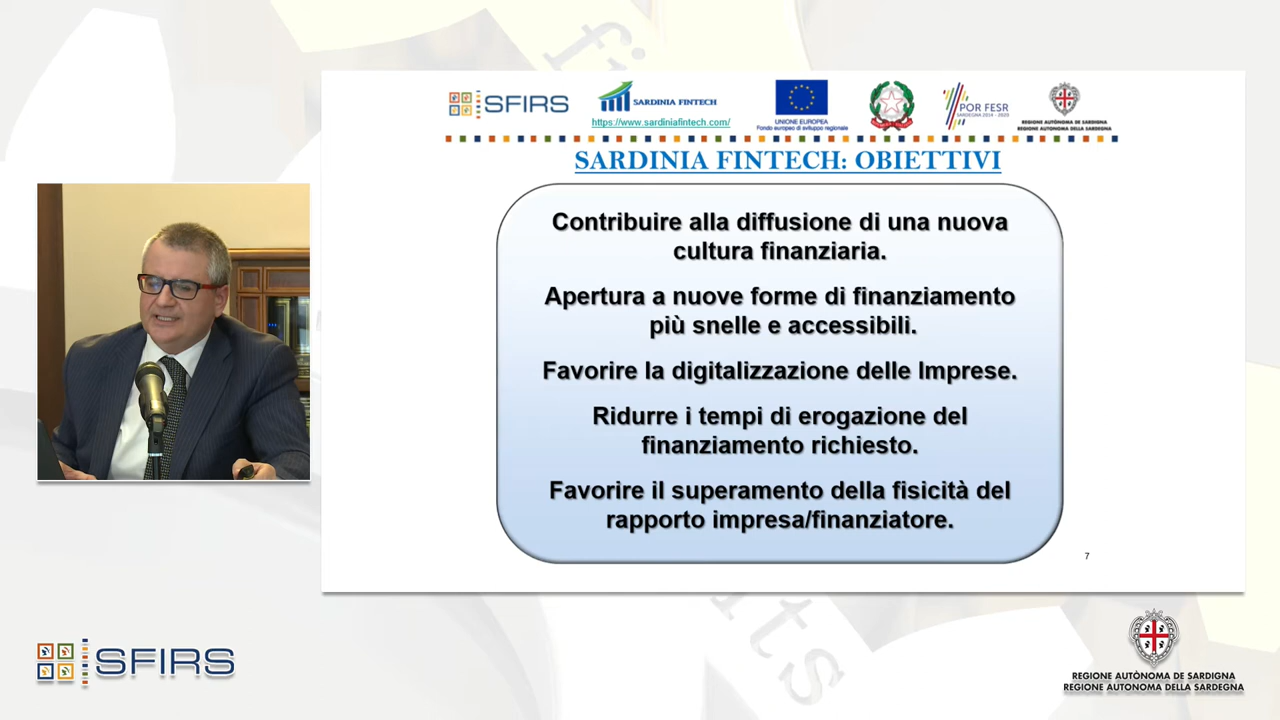 SFIRS
SARDINIA FINTECH
https://www.sardiniafintech.com/
UNIONE EUROPEA
Fondo europeo di sviluppo regionale
POR FESR
SARDEGNA 2014 - 2020
REGIONE AUTÒNOMA DE SARDIGNA
REGIONE AUTONOMA DELLA SARDEGNA
SARDINIA FINTECH: OBIETTIVI
Contribuire alla diffusione di una nuova
cultura finanziaria.
Apertura a nuove forme di finanziamento
più snelle e accessibili.
Favorire la digitalizzazione delle Imprese.
Ridurre i tempi di erogazione del
finanziamento richiesto.
Favorire il superamento della fisicità del
rapporto impresa/finanziatore.
7
SFIRS
REGIONE AUTÒNOMA DE SARDIGNA
REGIONE AUTONOMA DELLA SARDEGNA